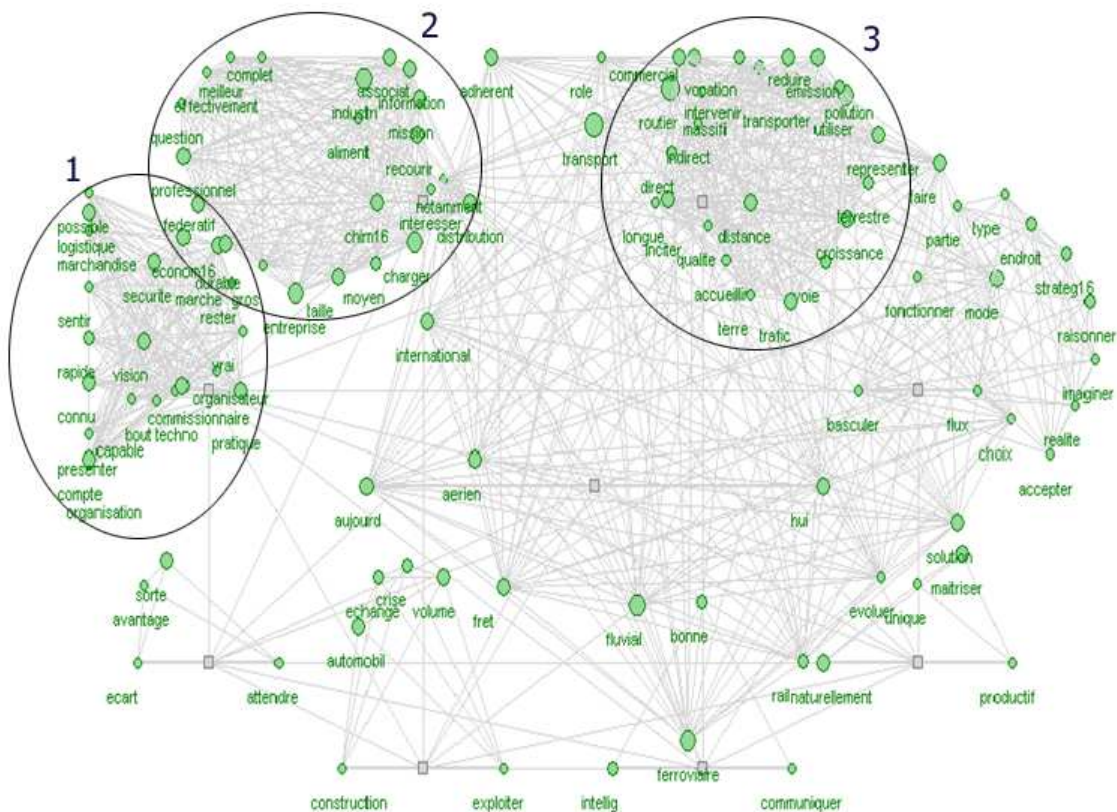 2
3
1
complet
meilleur
effectivement
associat
information
industri
adherent
role
commercial
vocation
reduire
emission
question
aliment
mission
recourir
transport
routier
intervenir
massifi
transporter
pollution
utiliser
indirect
representer
professionnel
federatif
notamment
interesser
distribution
chim16
direct
longue
inciter
distance
qualite
terrestre
croissance
faire
partie
type
endroit
possible
logistique
marchandise
econcim16
durable
securite
marche
gros
rester
charger
moyen
taille
entreprise
accueillir
voie
terre
trafic
fonctionner
mode
strateg16
raisonner
sentir
rapide
vision
vrai
organisateur
commissionnaire
international
imaginer
connu
bout
techno
pratique
capable
presenter
compte
organisation
basculer
flux
choix
realite
accepter
aujourd
aerien
hui
solution
maitriser
sorte
avantage
crise
echange
volume
fret
fluvial
bonne
evoluer
unique
automobil
ecart
attendre
rail
naturellement
productif
ferroviaire
construction
exploiter
intellig
communiquer